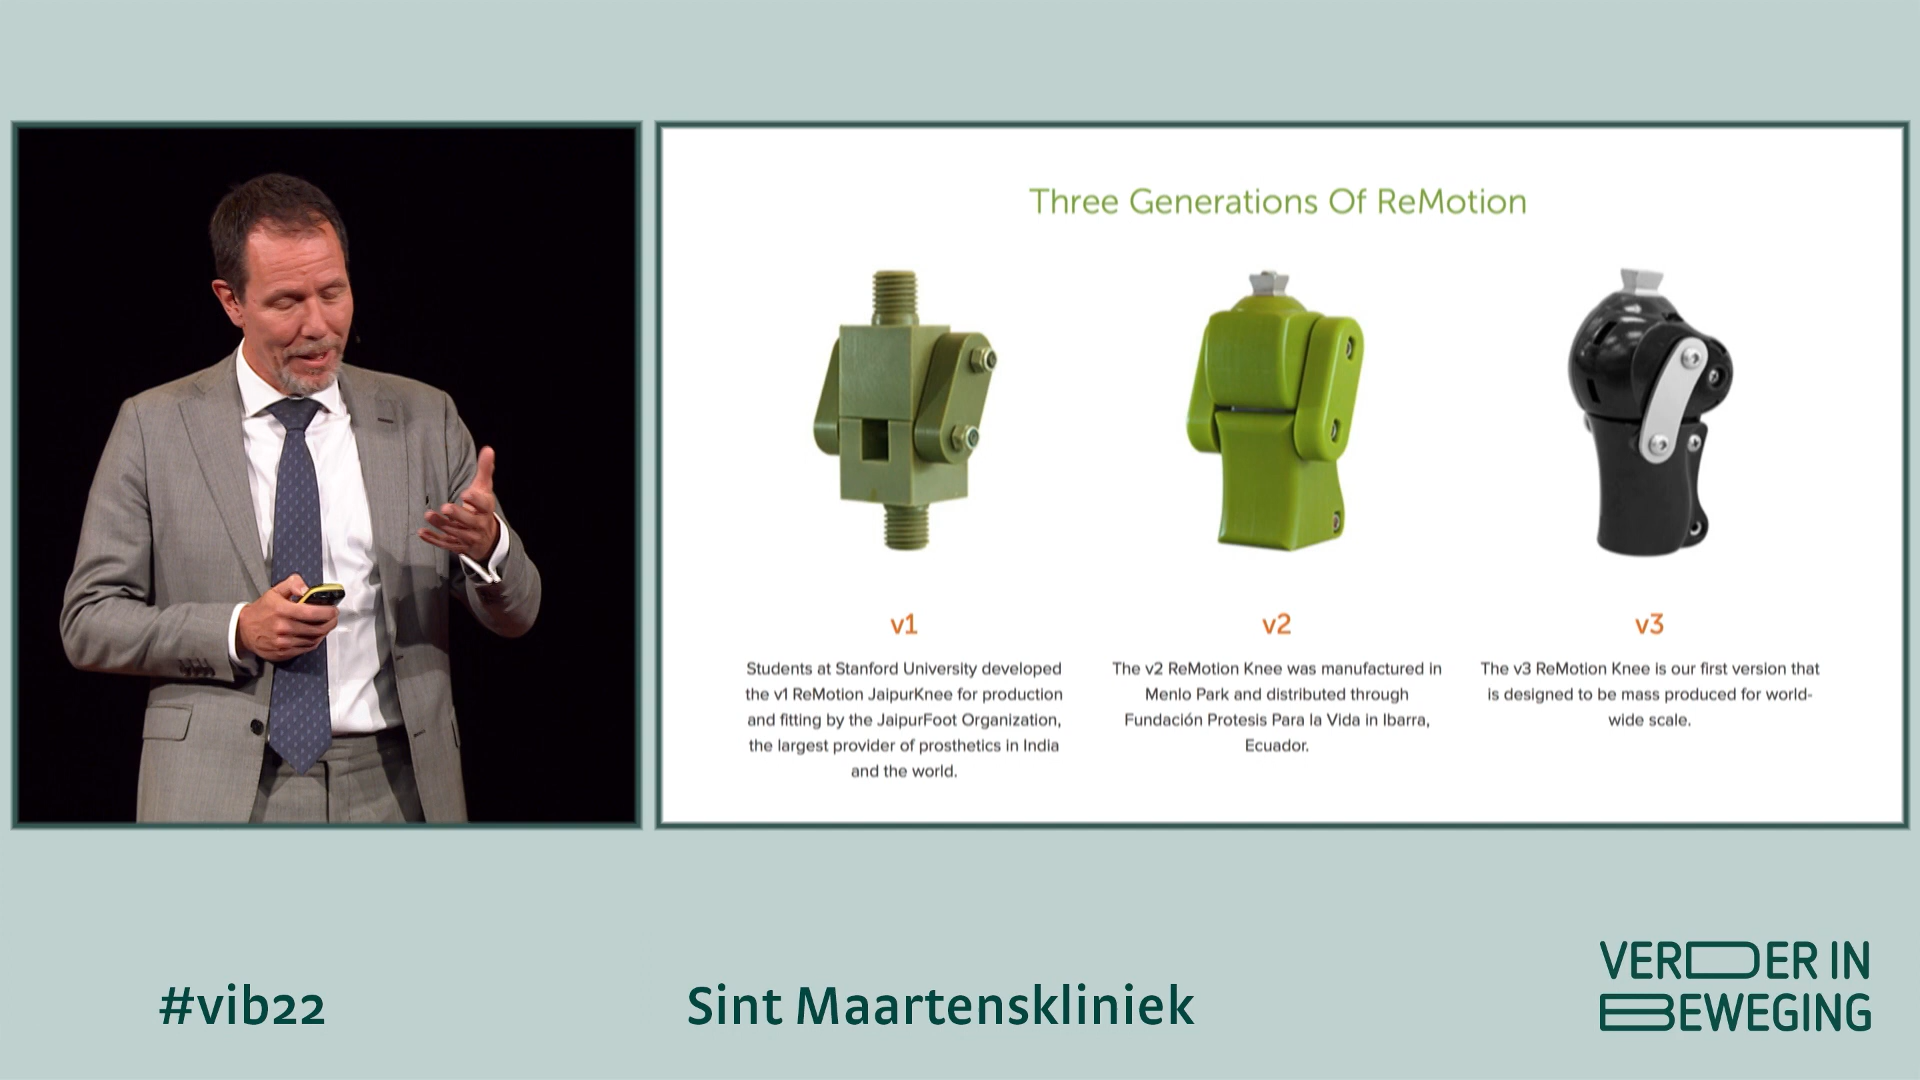 Three Generations Of ReMotion
v1
Students at Stanford University developed
the v1 ReMotion JaipurKnee for production
and fitting by the JaipurFoot Organization,
the largest provider of prosthetics in India
and the world.
v2
The v2 ReMotion Knee was manufactured in
Menlo Park and distributed through
Fundación Protesis Para la Vida in Ibarra,
Ecuador.
v3
The v3 ReMotion Knee is our first version that
is designed to be mass produced for world-
wide scale.
#vib22
Sint Maartenskliniek
VERDER IN
BEWEGING